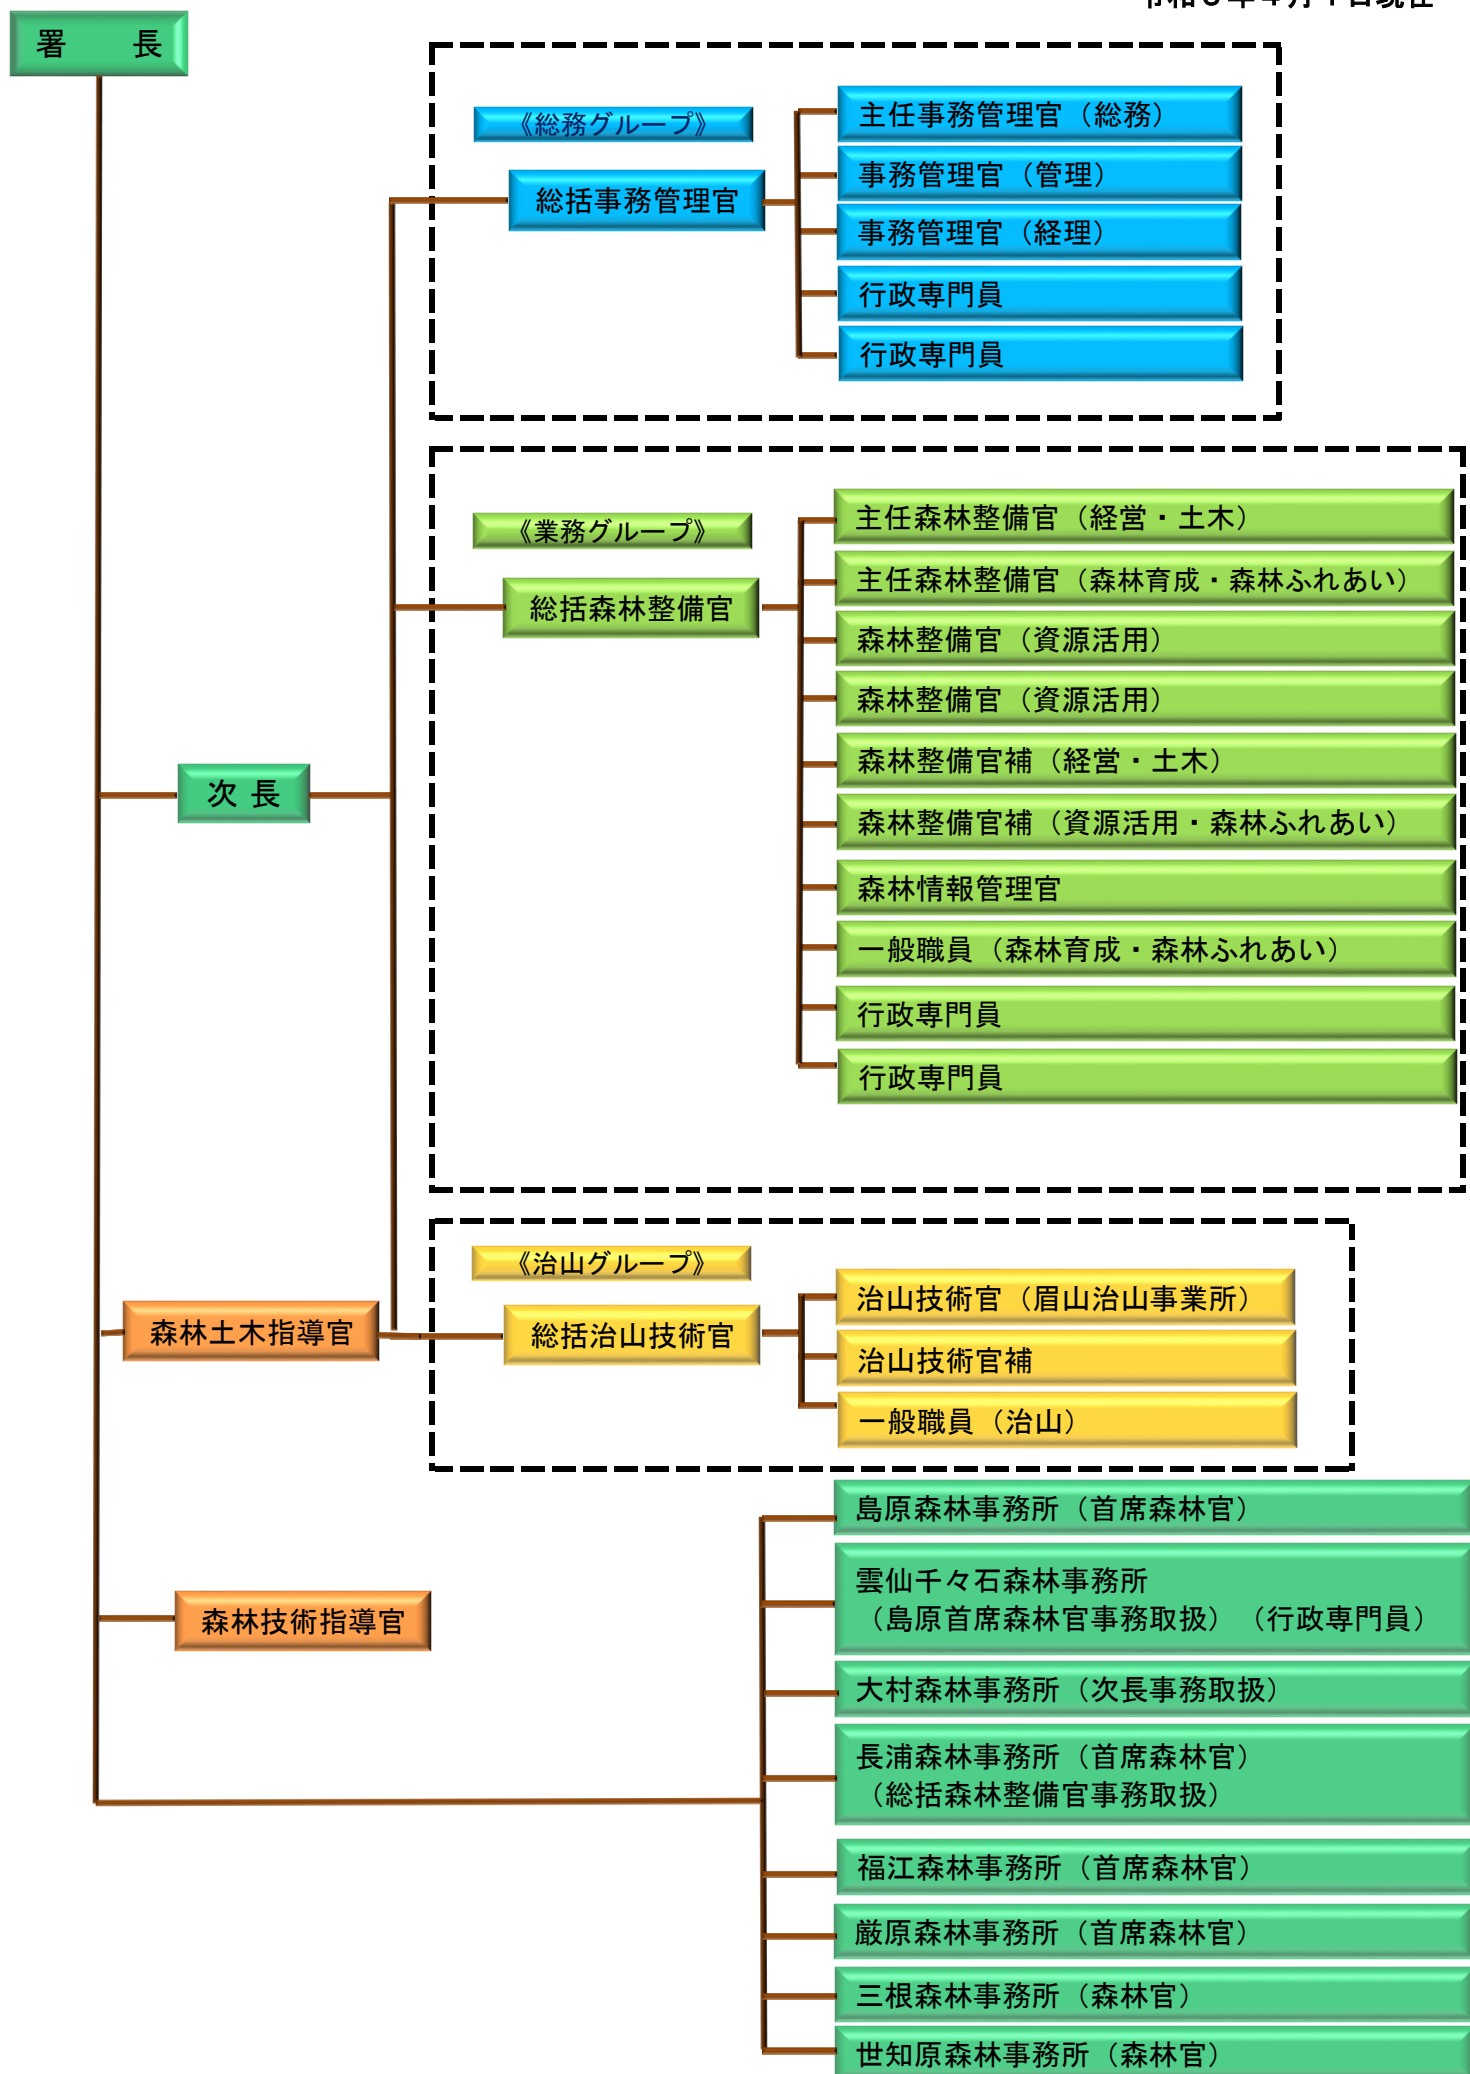 署　　長
《総務グループ》
総括事務管理官
主任事務管理官（総務）
事務管理官（管理）
事務管理官（経理）
行政専門員
行政専門員
《業務グループ》
総括森林整備官
主任森林整備官（経営・土木）
主任森林整備官（森林育成・森林ふれあい）
森林整備官（資源活用）
森林整備官（資源活用）
森林整備官補（経営・土木）
森林整備官補（資源活用・森林ふれあい）
森林情報管理官
一般職員（森林育成・森林ふれあい）
行政専門員
行政専門員
次 長
《治山グループ》
森林土木指導官
総括治山技術官
治山技術官（眉山治山事業所）
治山技術官補
一般職員（治山）
森林技術指導官
島原森林事務所（首席森林官）
雲仙千々石森林事務所
（島原首席森林官事務取扱）（行政専門員）
大村森林事務所（次長事務取扱）
長浦森林事務所（首席森林官）
（総括森林整備官事務取扱）
福江森林事務所（首席森林官）
厳原森林事務所（首席森林官）
三根森林事務所（森林官）
世知原森林事務所（森林官）